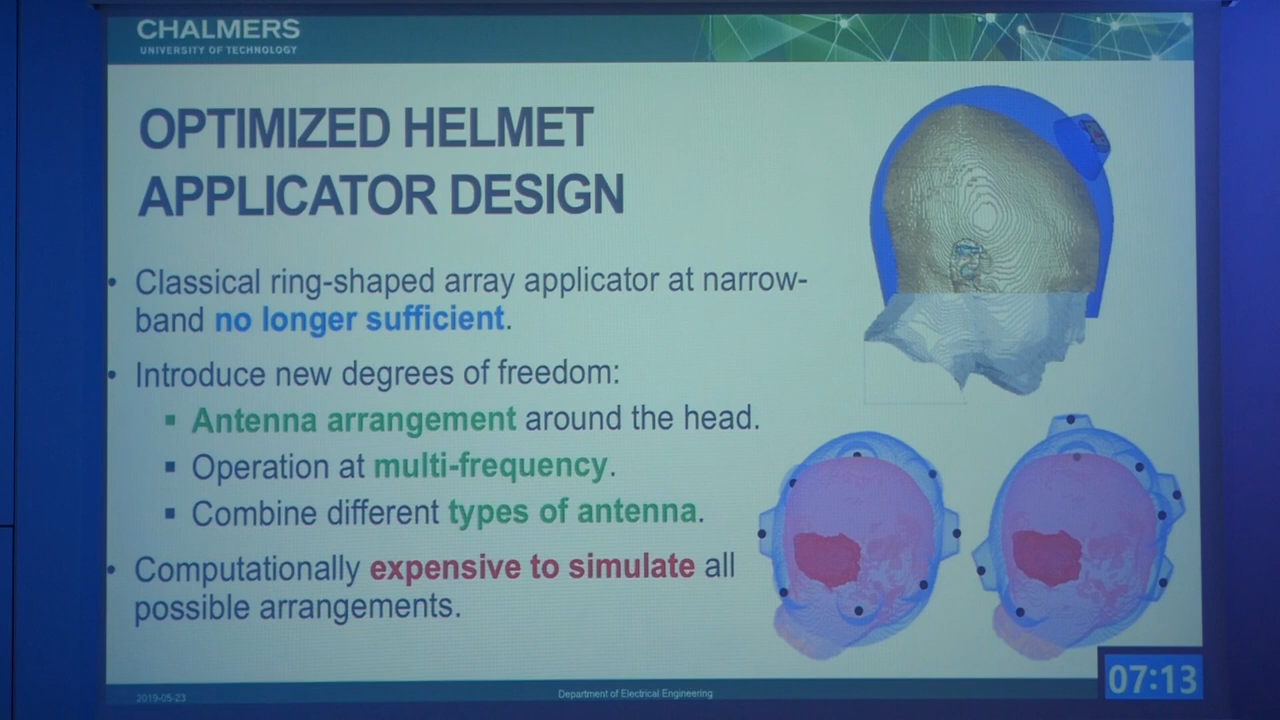 CHALMERS
UNIVERSITY OF TECHNOLOGY
OPTIMIZED HELMET
APPLICATOR DESIGN
• Classical ring-shaped array applicator at narrow-
band no longer sufficient.
• Introduce new degrees of freedom:
▪ Antenna arrangement around the head.
▪ Operation at multi-frequency.
▪ Combine different types of antenna.
• Computationally expensive to simulate all
possible arrangements.
2019-05-23
Department of Electrical Engineering
07:13